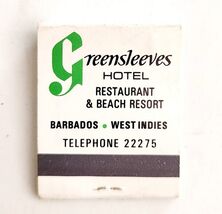 Greensleeves
HOTEL
RESTAURANT
& BEACH RESORT
BARBADOS • WEST INDIES
TELEPHONE 22275